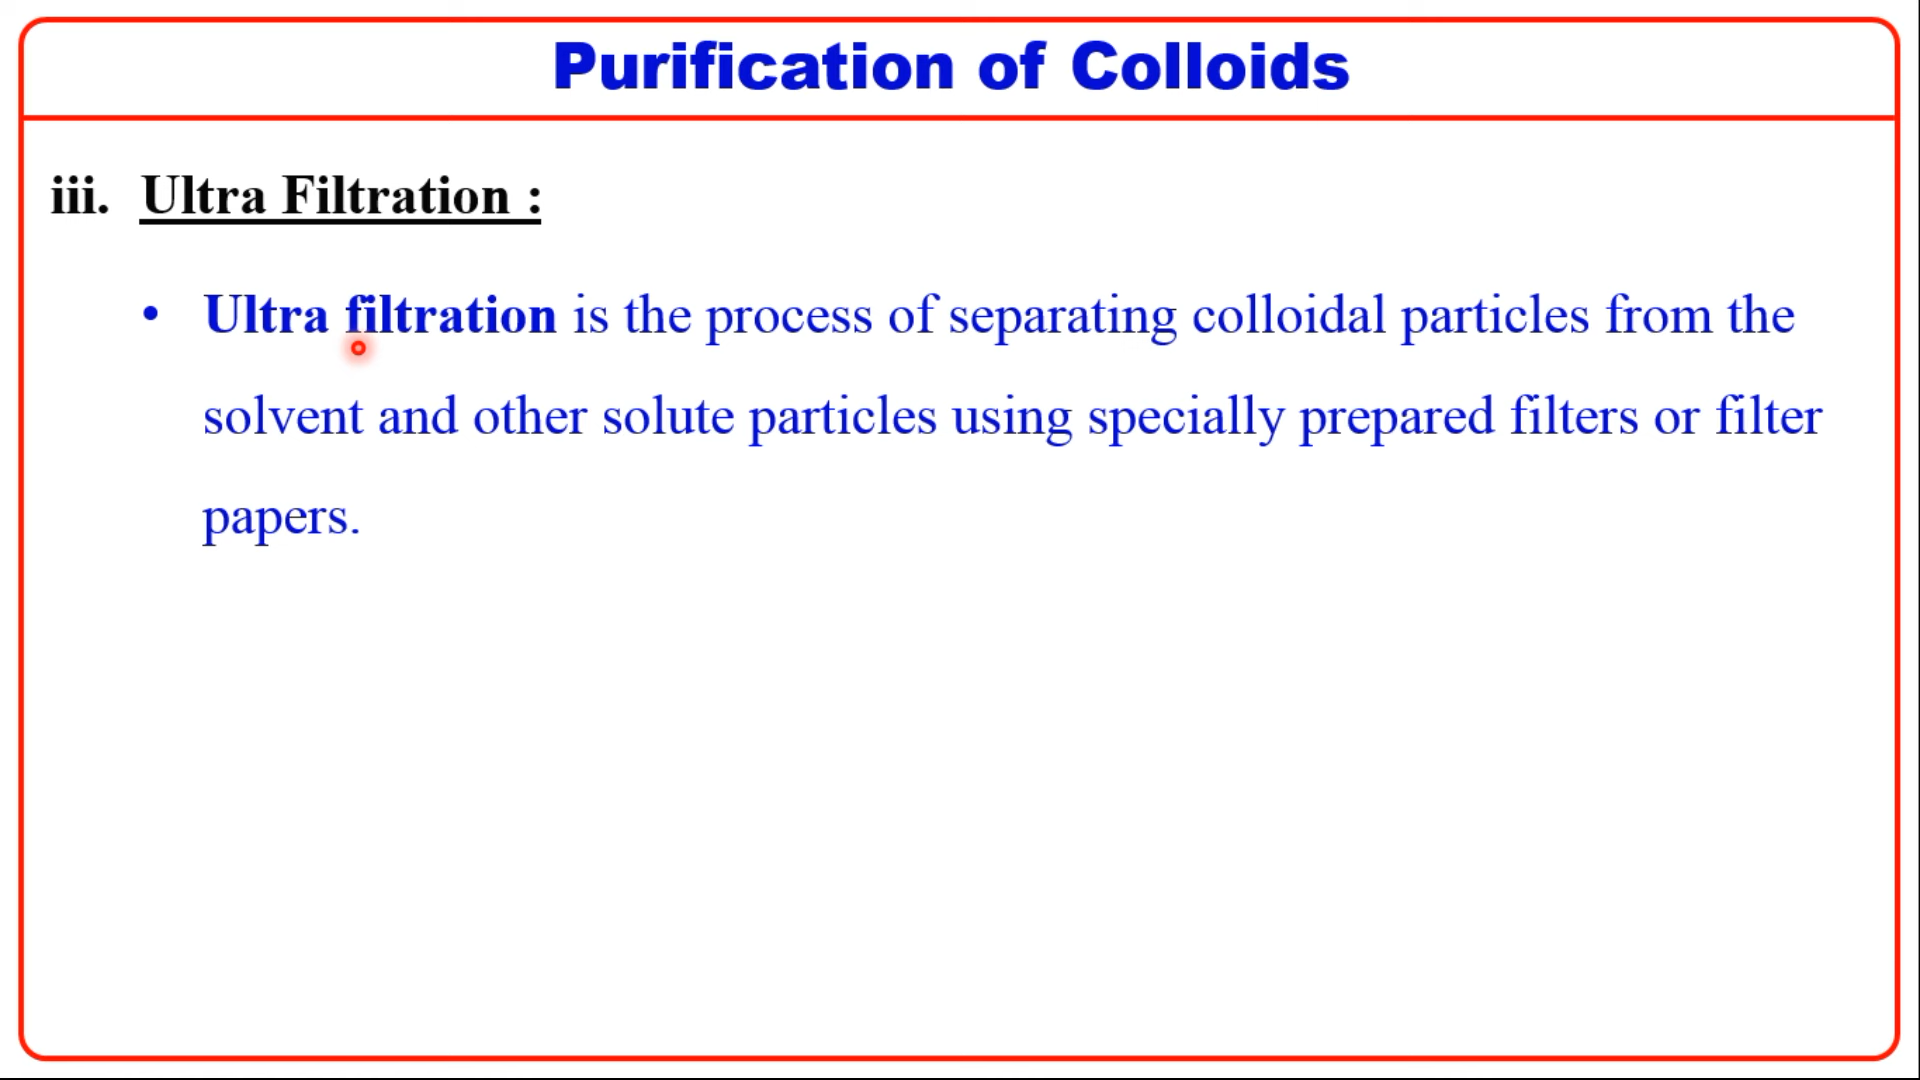 Purification of Colloids
iii. Ultra Filtration :
• Ultra filtration is the process of separating colloidal particles from the
solvent and other solute particles using specially prepared filters or filter
papers.